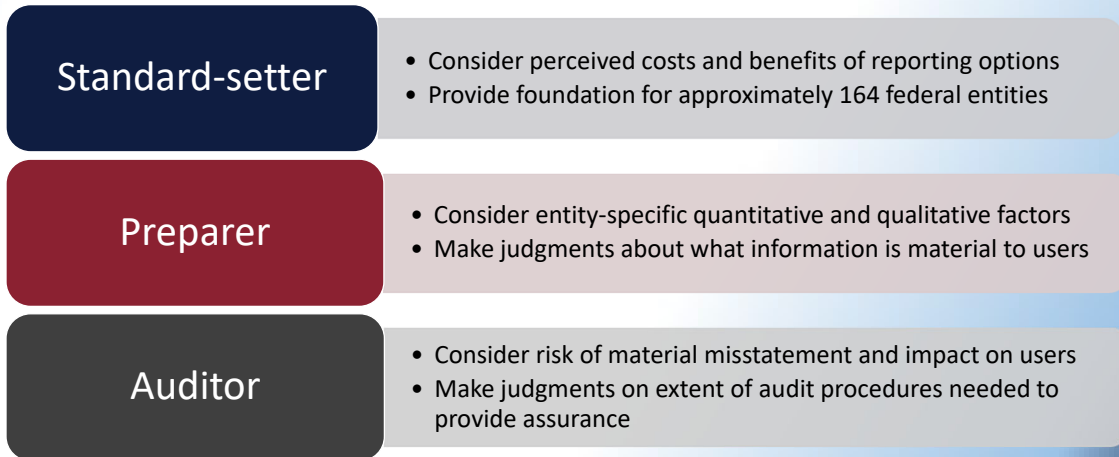 Standard-setter
• Consider perceived costs and benefits of reporting options
• Provide foundation for approximately 164 federal entities
Preparer
• Consider entity-specific quantitative and qualitative factors
• Make judgments about what information is material to users
Auditor
• Consider risk of material misstatement and impact on users
• Make judgments on extent of audit procedures needed to
provide assurance